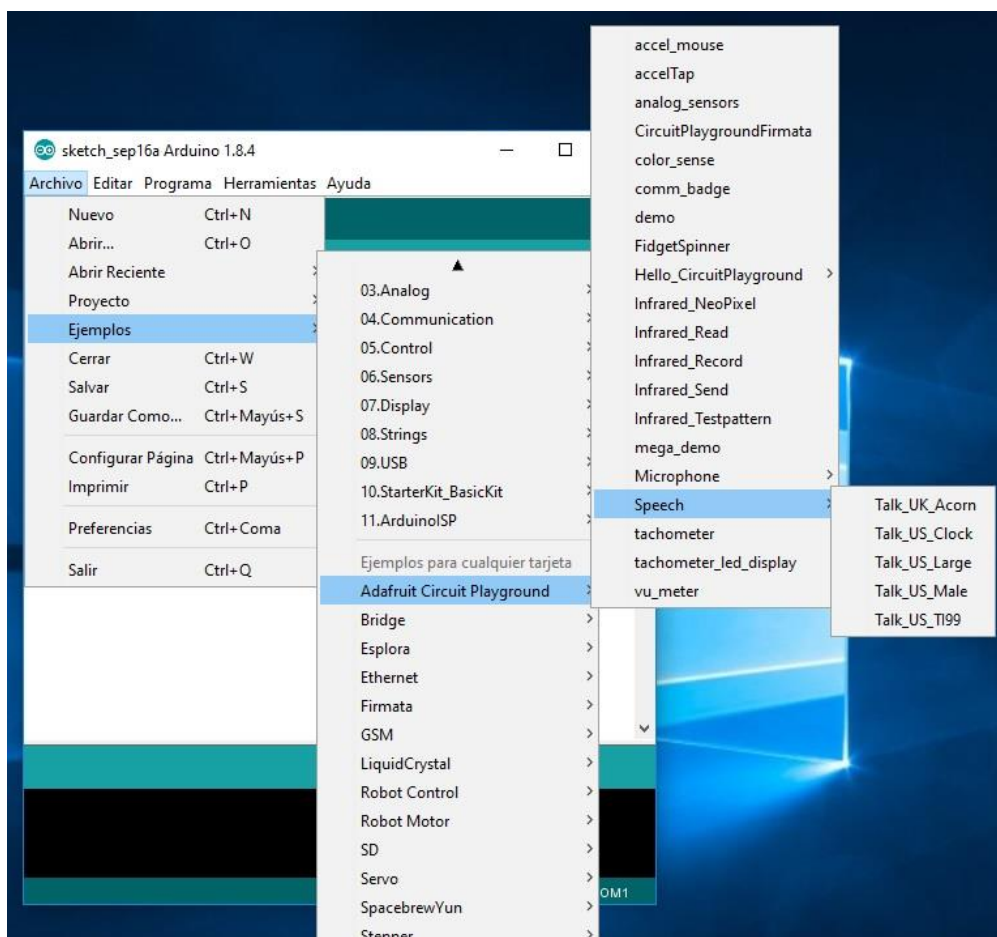 sketch_sep16a Arduino 1.8.4
Archivo Editar Programa Herramientas Ayuda
Nuevo Ctrl+N
Abrir... Ctrl+O
Abrir Reciente
Proyecto
Ejemplos
Cerrar Ctrl+W
Salvar Ctrl+S
Guardar Como... Ctrl+Mayús+S
Configurar Página Ctrl+Mayús+P
Imprimir Ctrl+P
Preferencias Ctrl+Coma
Salir Ctrl+Q
03.Analog
04.Communication
05.Control
06.Sensors
07.Display
08.Strings
09.USB
10.StarterKit_BasicKit
11.ArduinoISP
Ejemplos para cualquier tarjeta
Adafruit Circuit Playground
Bridge
Esplora
Ethernet
Firmata
GSM
LiquidCrystal
Robot Control
Robot Motor
SD
Servo
SpacebrewYun
Stepner
accel_mouse
accelTap
analog_sensors
CircuitPlaygroundFirmata
color_sense
comm_badge
demo
FidgetSpinner
Hello_CircuitPlayground
Infrared_NeoPixel
Infrared_Read
Infrared_Record
Infrared_Send
Infrared_Testpattern
mega_demo
Microphone
Speech
tachometer
tachometer_led_display
vu_meter
Talk_UK_Acorn
Talk_US_Clock
Talk_US_Large
Talk_US_Male
Talk_US_TI99
OM1